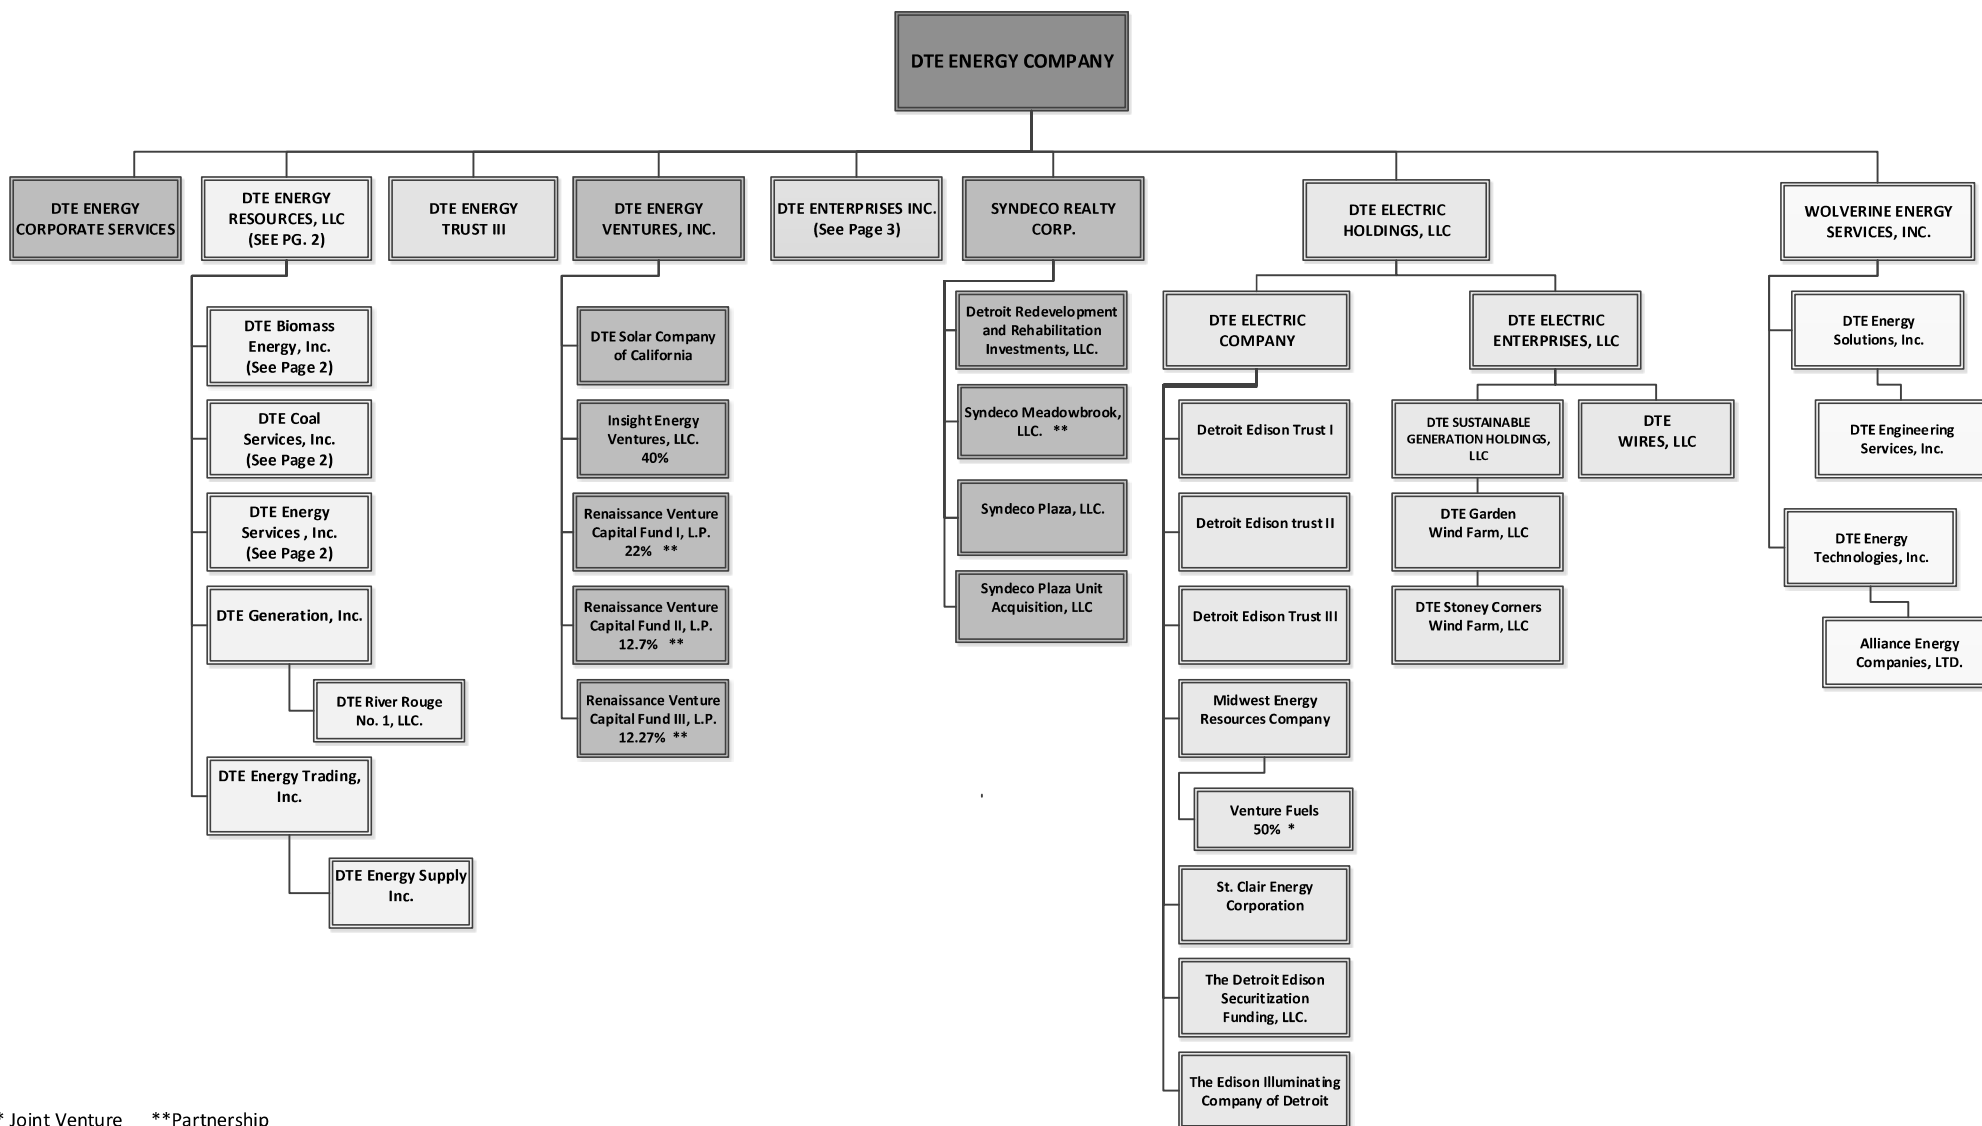 DTE ENERGY COMPANY
DTE ENERGY
CORPORATE SERVICES
DTE ENERGY
RESOURCES, LLC
(SEE PG. 2)
DTE ENERGY
TRUST III
DTE ENERGY
VENTURES, INC.
DTE ENTERPRISES INC.
(See Page 3)
SYNDECO REALTY
CORP.
DTE ELECTRIC
HOLDINGS, LLC
WOLVERINE ENERGY
SERVICES, INC.
DTE Biomass
Energy, Inc.
(See Page 2)
DTE Coal
Services, Inc.
(See Page 2)
DTE Energy
Services , Inc.
(See Page 2)
DTE Generation, Inc.
DTE River Rouge
No. 1, LLC.
DTE Energy Trading,
Inc.
DTE Energy Supply
Inc.
DTE Solar Company
of California
Insight Energy
Ventures, LLC.
40%
Renaissance Venture
Capital Fund I, L.P.
22% **
Renaissance Venture
Capital Fund II, L.P.
12.7% **
Renaissance Venture
Capital Fund III, L.P.
12.27% **
Detroit Redevelopment
and Rehabilitation
Investments, LLC.
Syndeco Meadowbrook,
LLC. **
Syndeco Plaza, LLC.
Syndeco Plaza Unit
Acquisition, LLC
DTE ELECTRIC
COMPANY
Detroit Edison Trust I
Detroit Edison trust II
Detroit Edison Trust III
Midwest Energy
Resources Company
Venture Fuels
50% *
St. Clair Energy
Corporation
The Detroit Edison
Securitization
Funding, LLC.
The Edison Illuminating
Company of Detroit
DTE ELECTRIC
ENTERPRISES, LLC
DTE SUSTAINABLE
GENERATION HOLDINGS,
LLC
DTE
WIRES, LLC
DTE Garden
Wind Farm, LLC
DTE Stoney Corners
Wind Farm, LLC
DTE Energy
Solutions, Inc.
DTE Engineering
Services, Inc.
DTE Energy
Technologies, Inc.
Alliance Energy
Companies, LTD.
* Joint Venture **Partnership